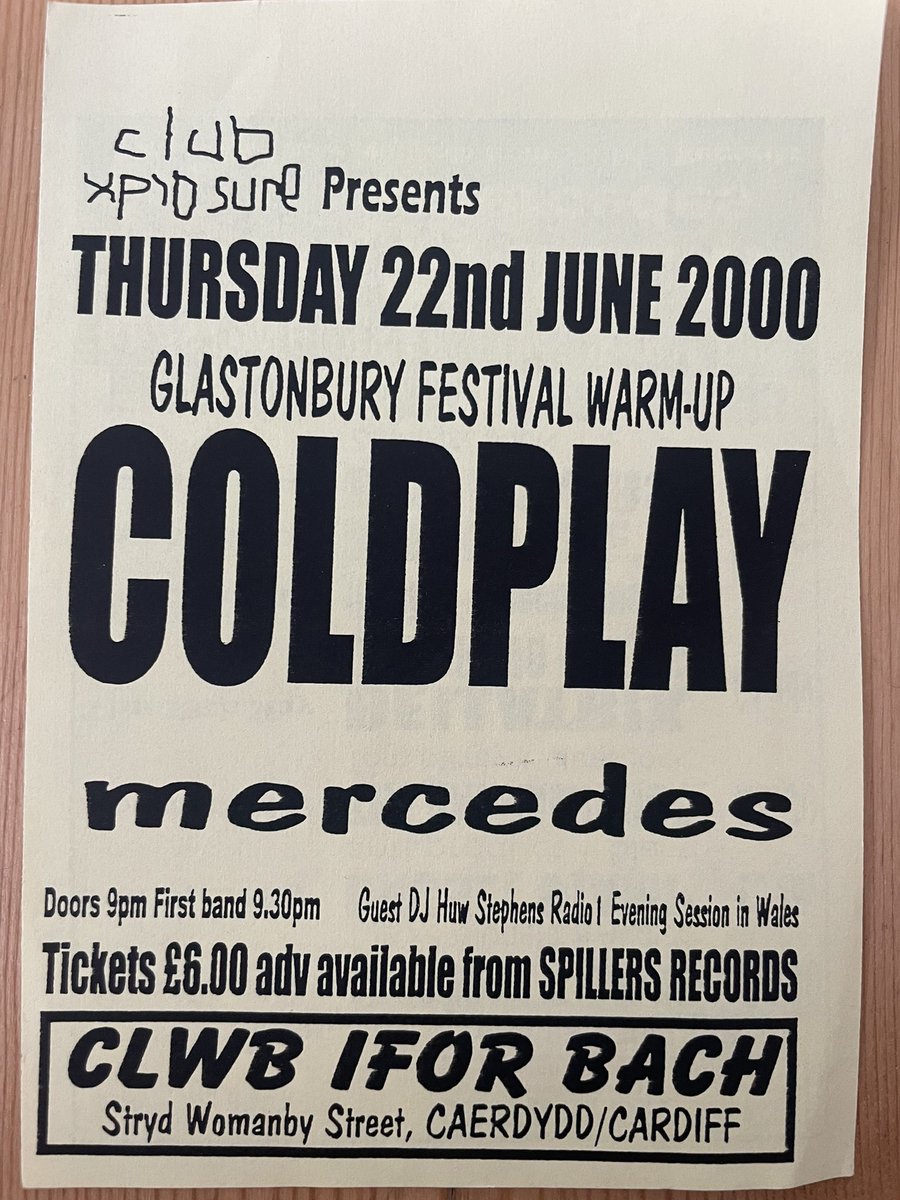 club
xposure Presents
THURSDAY 22nd JUNE 2000
GLASTONBURY FESTIVAL WARM-UP
COLDPLAY
mercedes
Doors 9pm First band 9.30pm Guest DJ Huw Stephens Radio1 Evening Session in Wales
Tickets £6.00 adv available from SPILLERS RECORDS
CLWB IFOR BACH
Stryd Womanby Street, CAERDYDD/CARDIFF